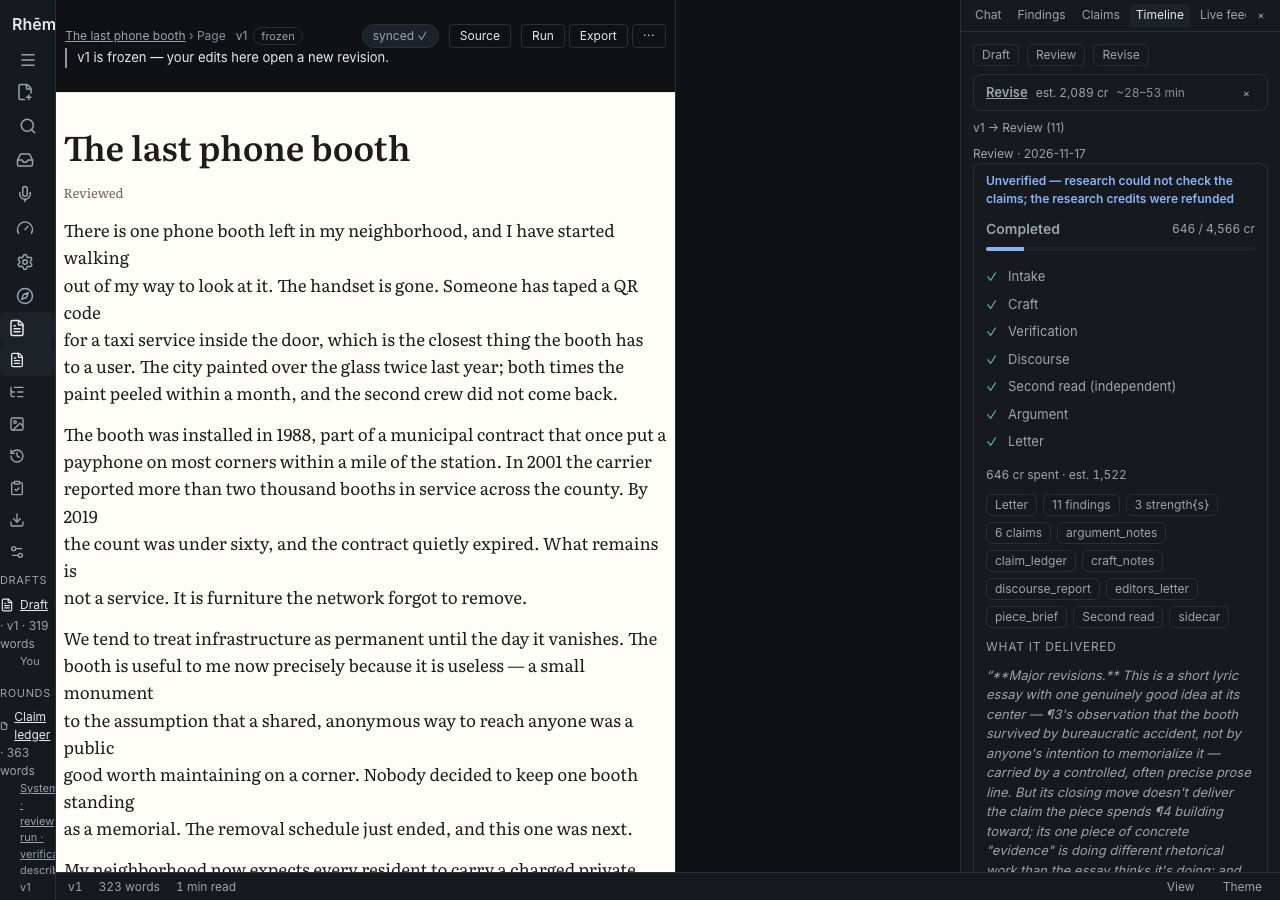 Rhēm
The last phone booth › Page v1 frozen synced ✓ Source Run Export ···
v1 is frozen — your edits here open a new revision.
The last phone booth
Reviewed
There is one phone booth left in my neighborhood, and I have started
walking
out of my way to look at it. The handset is gone. Someone has taped a QR
code
for a taxi service inside the door, which is the closest thing the booth has
to a user. The city painted over the glass twice last year; both times the
paint peeled within a month, and the second crew did not come back.
The booth was installed in 1988, part of a municipal contract that once put a
payphone on most corners within a mile of the station. In 2001 the carrier
reported more than two thousand booths in service across the county. By
2019
the count was under sixty, and the contract quietly expired. What remains
is
not a service. It is furniture the network forgot to remove.
We tend to treat infrastructure as permanent until the day it vanishes. The
booth is useful to me now precisely because it is useless — a small
monument
to the assumption that a shared, anonymous way to reach anyone was a
public
good worth maintaining on a corner. Nobody decided to keep one booth
standing
as a memorial. The removal schedule just ended, and this one was next.
My neighborhood now expects every resident to carry a charged private
DRAFTS
Draft
· v1 · 319
words
You
ROUNDS
Claim
ledger
· 363
words
System
·
review
run ·
verifica
describ
v1
v1 323 words 1 min read View Theme
Chat Findings Claims Timeline Live fee ×
Draft Review Revise
Revise est. 2,089 cr ~28–53 min ×
v1 → Review (11)
Review · 2026-11-17
Unverified — research could not check the
claims; the research credits were refunded
Completed 646 / 4,566 cr
✓ Intake
✓ Craft
✓ Verification
✓ Discourse
✓ Second read (independent)
✓ Argument
✓ Letter
646 cr spent · est. 1,522
Letter 11 findings 3 strength{s}
6 claims argument_notes
claim_ledger craft_notes
discourse_report editors_letter
piece_brief Second read sidecar
WHAT IT DELIVERED
“**Major revisions.** This is a short lyric
essay with one genuinely good idea at its
center — ¶3's observation that the booth
survived by bureaucratic accident, not by
anyone's intention to memorialize it —
carried by a controlled, often precise prose
line. But its closing move doesn't deliver
the claim the piece spends ¶4 building
toward; its one piece of concrete
"evidence" is doing different rhetorical
work than the essay thinks it's doing; and